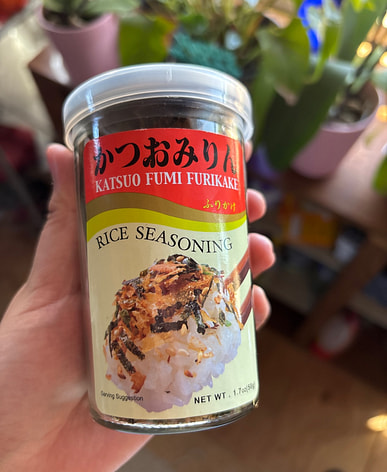 かつおみりん
KATSUO FUMI FURIKAKE
ふりかけ
RICE SEASONING
Serving Suggestion
NET WT. 1.7oz(50g)